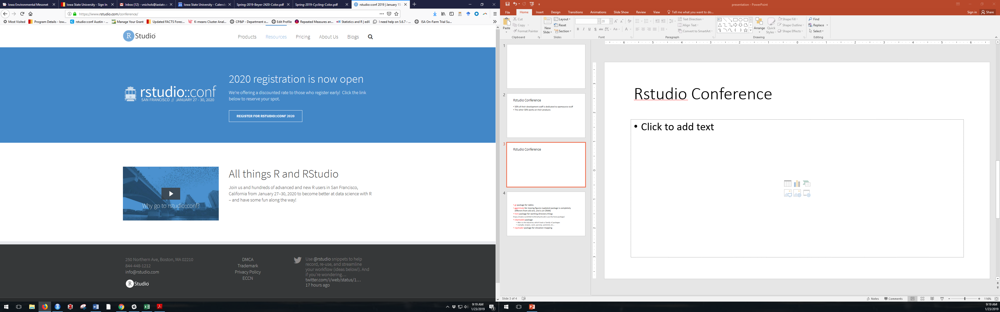 Iowa Environmental Mesonet
Iowa State University - Sign In
Inbox (12) - vnichols@iastate.e
Iowa State University - Calenda
Spring-2019-Beyer-2420-Color.pdf
Spring-2019-Cycling-Color.pdf
rstudio::conf 2019 | January 15
https://www.rstudio.com/conference/
Most Visited
Program Details - Iow...
rstudio::conf Austin - ...
Manage Your Grant
Updated FACTS Forec...
K-means Cluster Anal...
CP&P - Department o...
Edit Profile
Repeated Measures an...
Statistics and R | edX
I need help on 5.6.7 - ...
ISA On-Farm Trial Su...
R Studio
Products Resources Pricing About Us Blogs
2020 registration is now open
rstudio::conf
SAN FRANCISCO // JANUARY 27 - 30, 2020
We're offering a discounted rate to those who register early! Click the link
below to reserve your spot.
REGISTER FOR RSTUDIO::CONF 2020
Why go to rstudio::conf?
All things R and RStudio
Join us and hundreds of advanced and new R users in San Francisco,
California from January 27–30, 2020 to become better at data science with R
– and have some fun along the way!
250 Northern Ave, Boston, MA 02210
844-448-1212
info@rstudio.com
R Studio
DMCA
Trademark
Privacy Policy
ECCN
Use @rstudio snippets to help
record, re-use, and streamline
your workflow (ideas below!). And
if you're wondering…
twitter.com/i/web/status/1…
17 hours ago
9:19 AM
1/23/2019
presentation - PowerPoint
File Home Insert Design Transitions Animations Slide Show Review View Tell me what you want to do...
Sign in Share
Paste
Cut
Copy
Format Painter
Clipboard
New
Slide
Layout
Reset
Section
Slides
28
Font
Text Direction
Align Text
Convert to SmartArt
Paragraph
Arrange
Quick
Styles
Shape Fill
Shape Outline
Shape Effects
Drawing
Find
Replace
Select
Editing
1
2
Rstudio Conference
• 50% of their development staff is dedicated to opensource stuff
• The other 50% works on their products
3
Rstudio Conference
4
• gt package for tables
• gganimate for moving figures (updated package is completely
different from old one, and is on CRAN)
• here package for working directory things
• tidymodels package
• Akin to the tidyverse, which loads a family of packages
• rsample, recipes, caret, parsnip, yardstick, etc...
• rayshader package for elevation mapping
Rstudio Conference
• Click to add text
Slide 3 of 4
Notes
Comments
116%
9:19 AM
1/23/2019